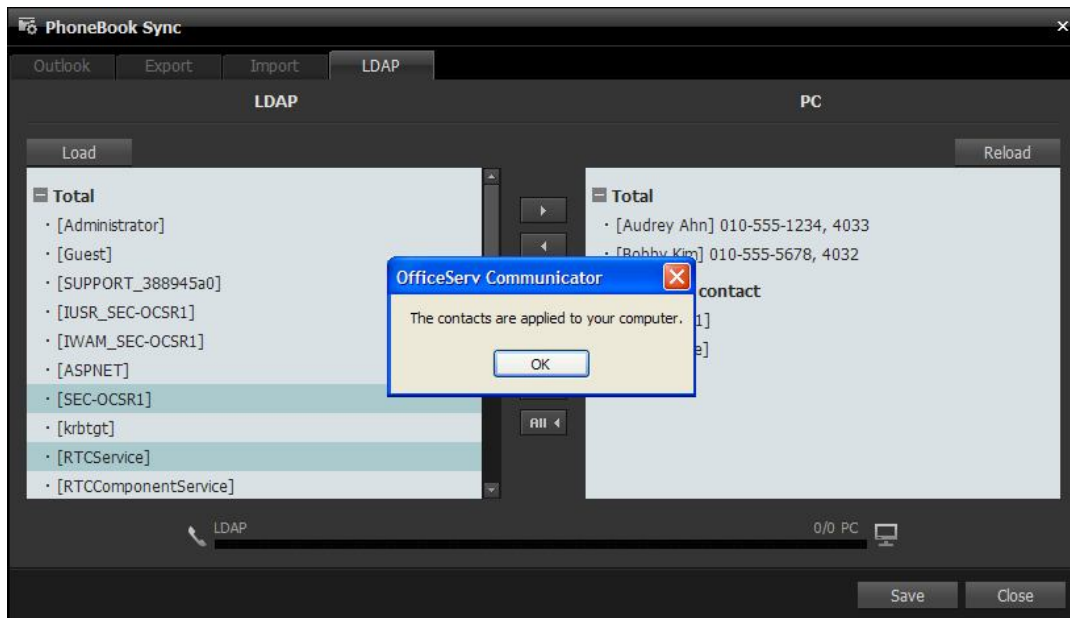 PhoneBook Sync
Outlook Export Import LDAP
LDAP PC
Load Reload
Total
· [Administrator]
· [Guest]
· [SUPPORT_388945a0]
· [IUSR_SEC-OCSR1]
· [IWAM_SEC-OCSR1]
· [ASPNET]
· [SEC-OCSR1]
· [krbtgt]
· [RTCService]
· [RTCComponentService]
All
Total
· [Audrey Ahn] 010-555-1234, 4033
· [Bobby Kim] 010-555-5678, 4032
contact
1]
e]
OfficeServ Communicator
The contacts are applied to your computer.
OK
LDAP 0/0 PC
Save Close